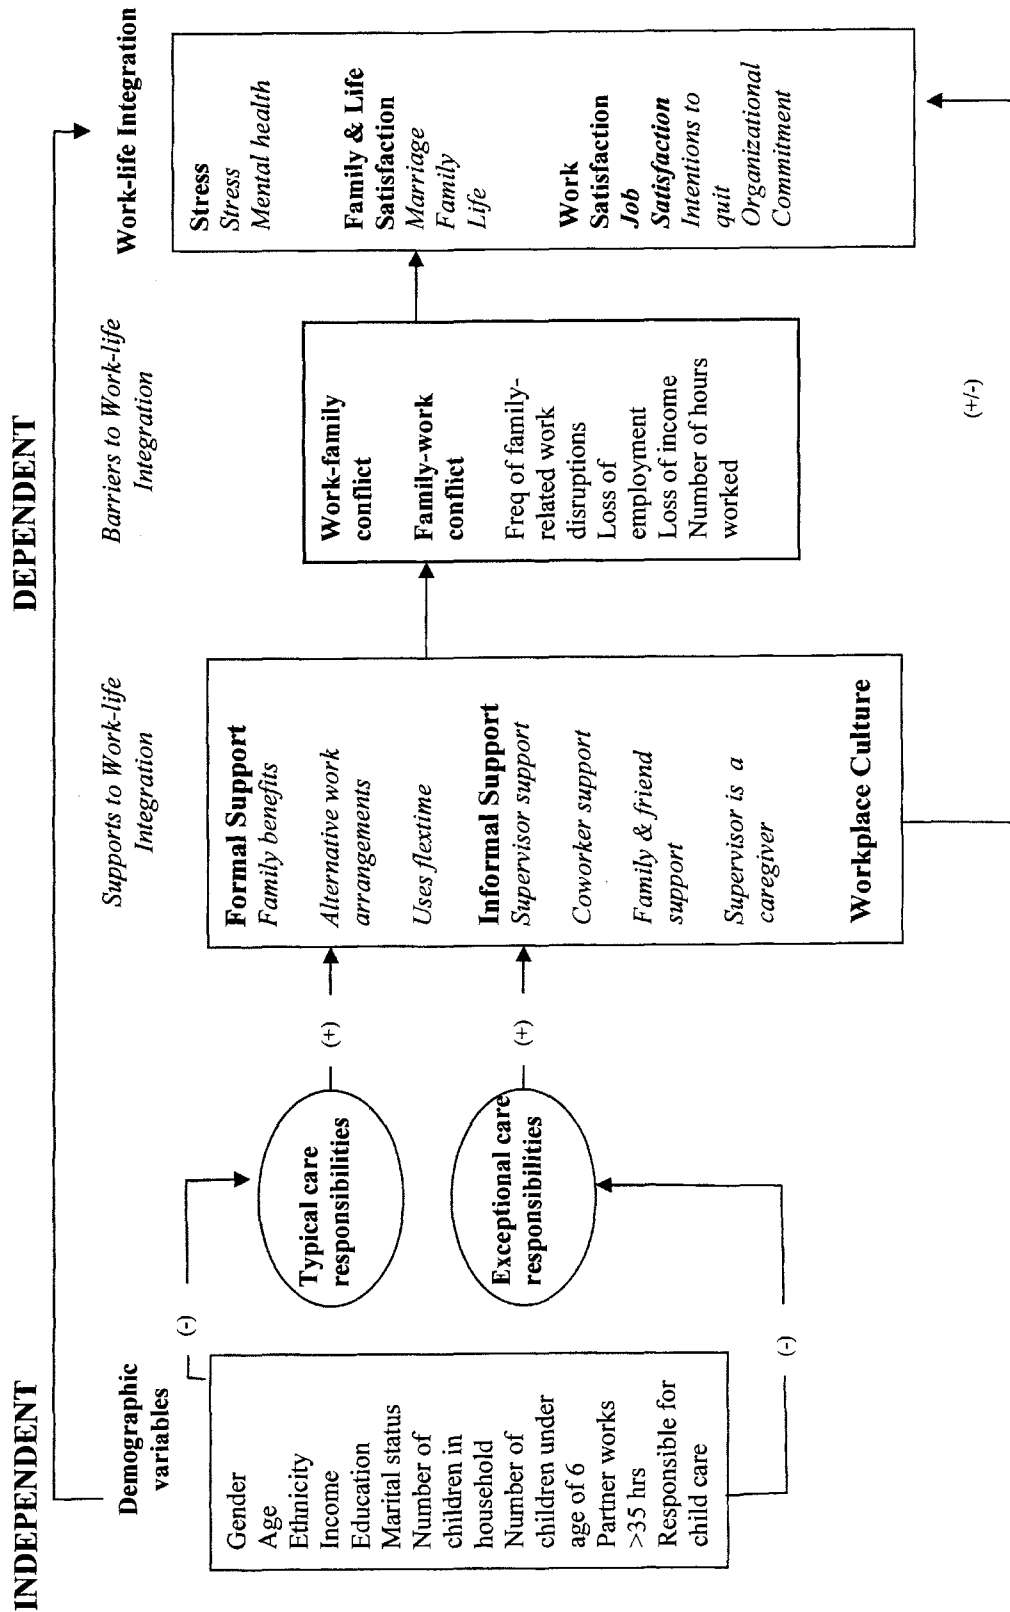 INDEPENDENT
DEPENDENT
Demographic
variables
Gender
Age
Ethnicity
Income
Education
Marital status
Number of
children in
household
Number of
children under
age of 6
Partner works
>35 hrs
Responsible for
child care
(-)
(-)
Typical care
responsibilities
Exceptional care
responsibilities
(+)
(+)
Supports to Work-life
Integration
Formal Support
Family benefits
Alternative work
arrangements
Uses flextime
Informal Support
Supervisor support
Coworker support
Family & friend
support
Supervisor is a
caregiver
Workplace Culture
Barriers to Work-life
Integration
Work-family
conflict
Family-work
conflict
Freq of family-
related work
disruptions
Loss of
employment
Loss of income
Number of hours
worked
(+/-)
Work-life Integration
Stress
Stress
Mental health
Family & Life
Satisfaction
Marriage
Family
Life
Work
Satisfaction
Job
Satisfaction
Intentions to
quit
Organizational
Commitment